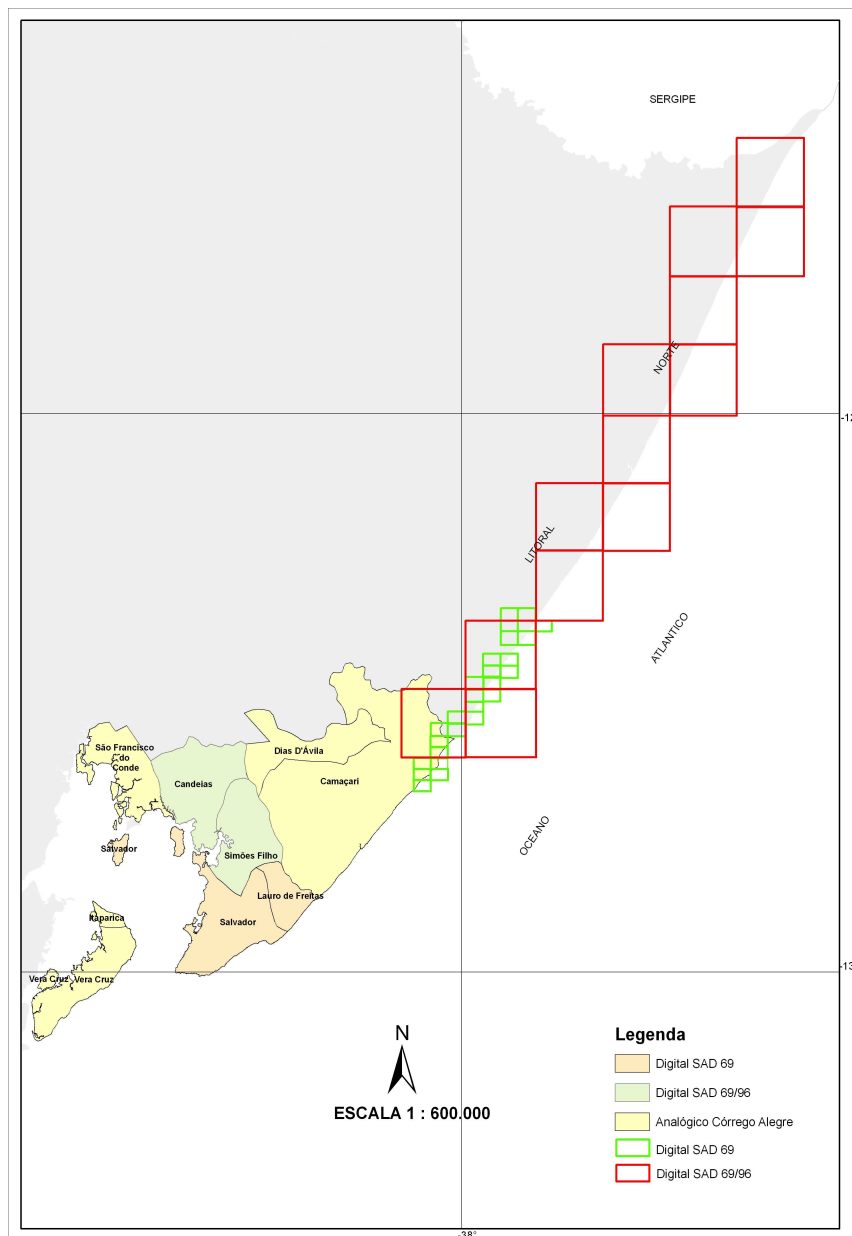 SERGIPE
NORTE
-12
LITORAL
ATLANTICO
São Francisco
do
Conde
Dias D'Ávila
Candeias
Camaçari
OCEANO
Salvador
Simões Filho
Lauro de Freitas
Itaparica
Salvador
-13
Vera Cruz
Vera Cruz
N
ESCALA 1 : 600.000
Legenda
Digital SAD 69
Digital SAD 69/96
Analógico Córrego Alegre
Digital SAD 69
Digital SAD 69/96
-38°